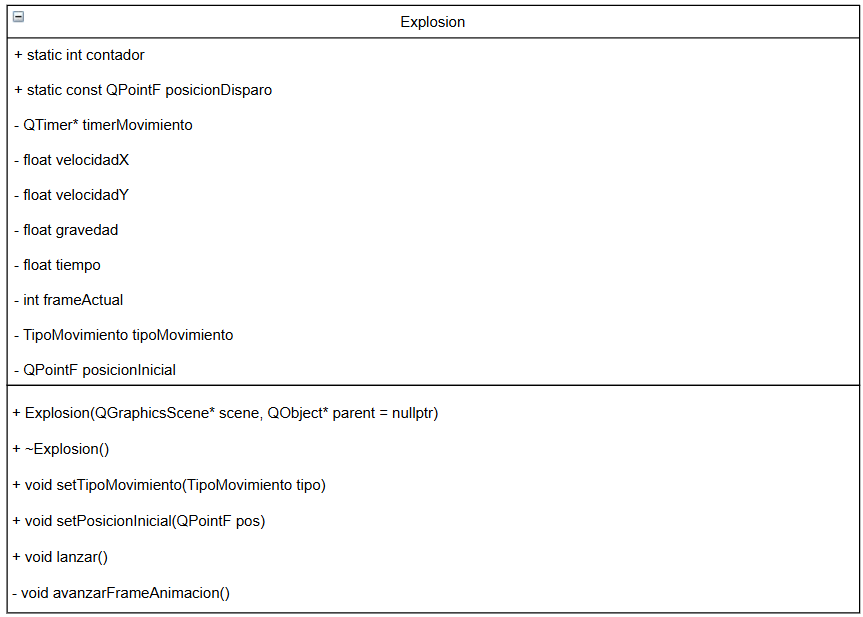 Explosion
+ static int contador
+ static const QPointF posicionDisparo
- QTimer* timerMovimiento
- float velocidadX
- float velocidadY
- float gravedad
- float tiempo
- int frameActual
- TipoMovimiento tipoMovimiento
- QPointF posicionInicial
+ Explosion(QGraphicsScene* scene, QObject* parent = nullptr)
+ ~Explosion()
+ void setTipoMovimiento(TipoMovimiento tipo)
+ void setPosicionInicial(QPointF pos)
+ void lanzar()
- void avanzarFrameAnimacion()